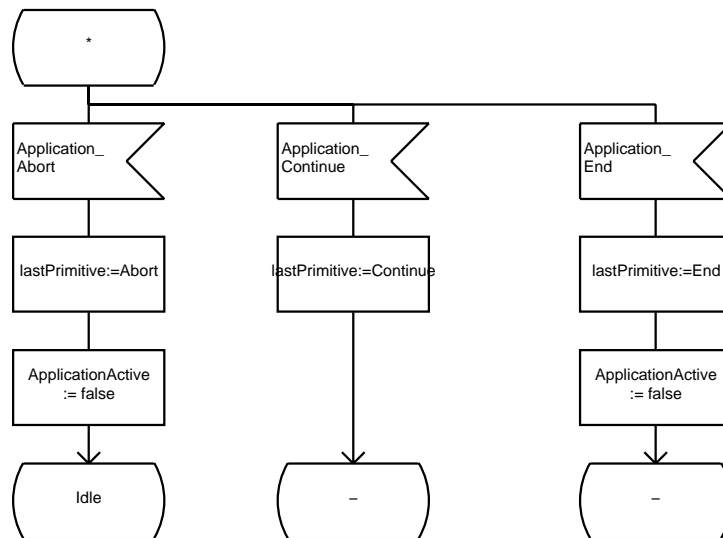 *
Application_
Abort
Application_
Continue
Application_
End
lastPrimitive:=Abort
lastPrimitive:=Continue
lastPrimitive:=End
ApplicationActive
:= false
ApplicationActive
:= false
Idle
–
–